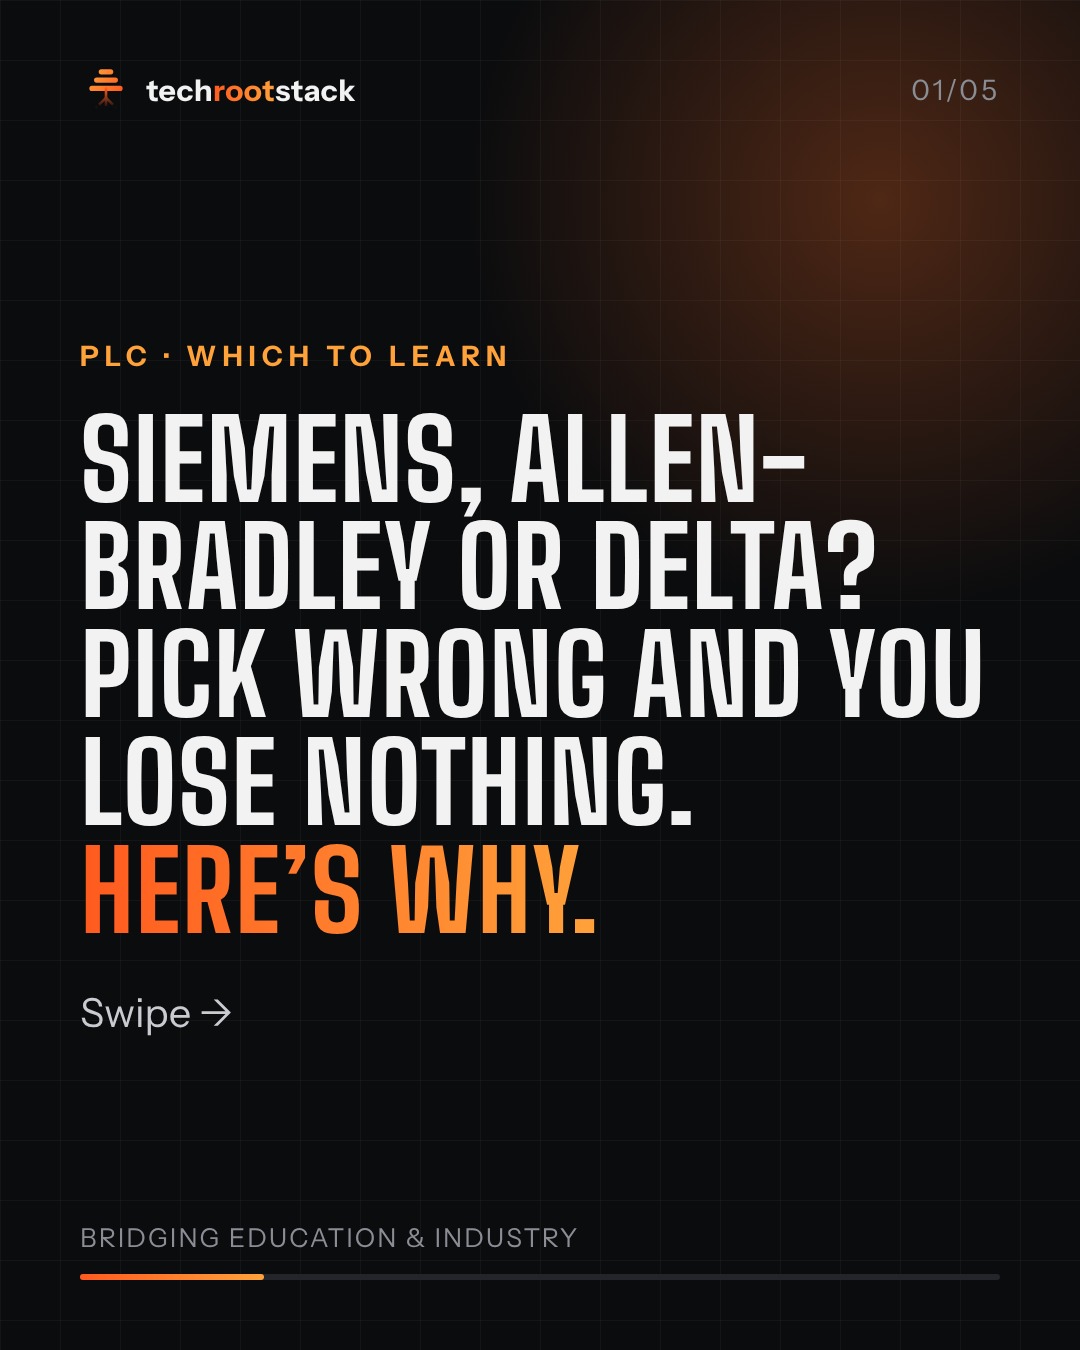 techrootstack
01/05
PLC · WHICH TO LEARN
SIEMENS, ALLEN-
BRADLEY OR DELTA?
PICK WRONG AND YOU
LOSE NOTHING.
HERE’S WHY.
Swipe →
BRIDGING EDUCATION & INDUSTRY